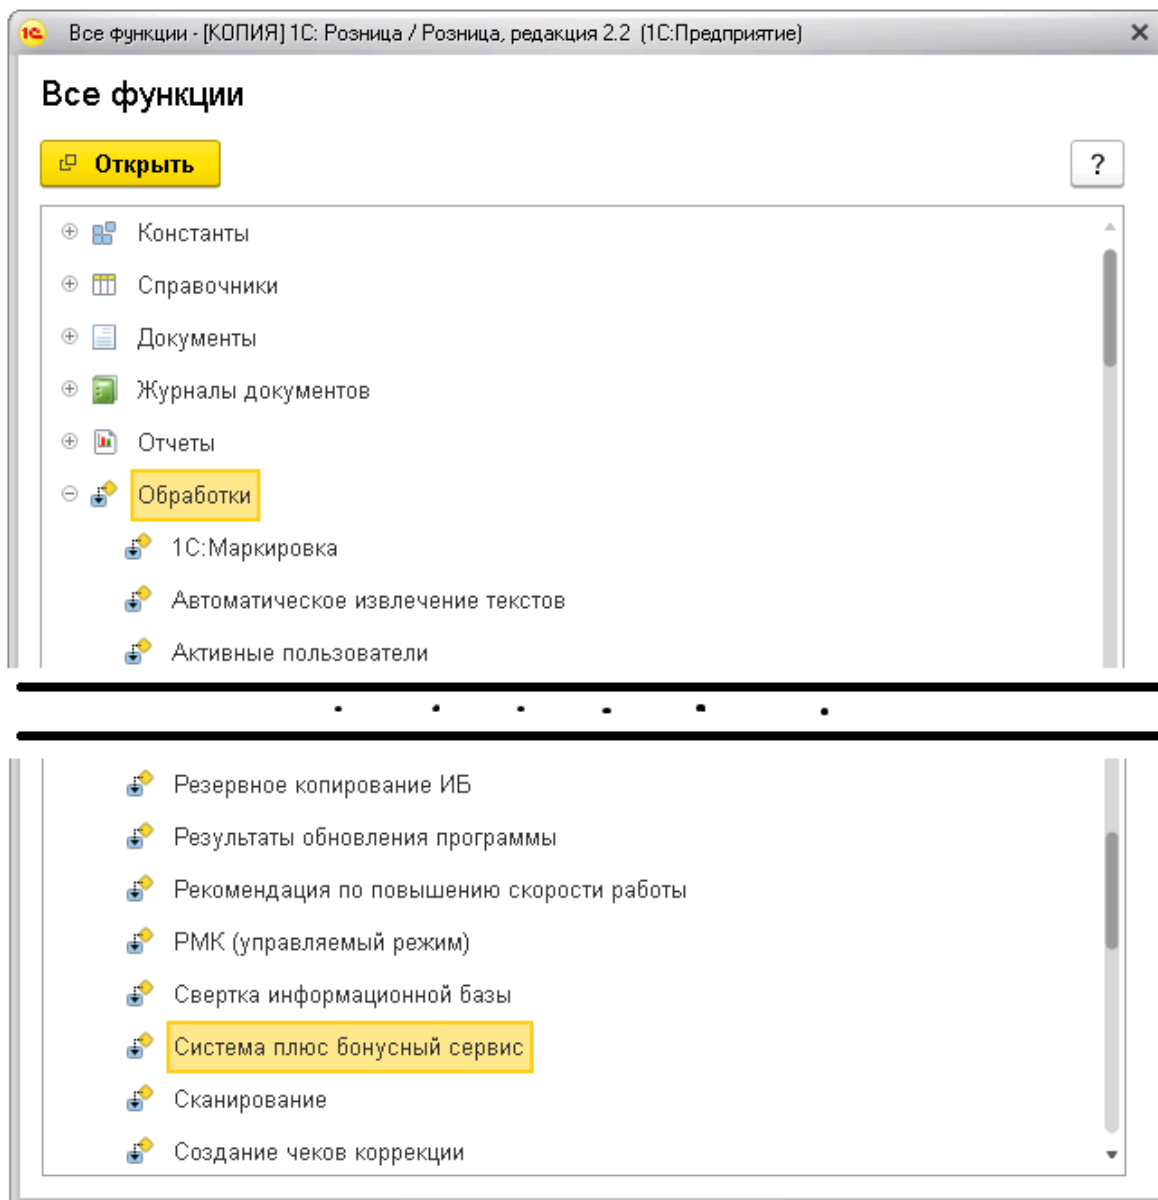 1С Все функции - [КОПИЯ] 1С: Розница / Розница, редакция 2.2 (1С:Предприятие)
Все функции
Открыть ?
Константы
Справочники
Документы
Журналы документов
Отчеты
Обработки
1С:Маркировка
Автоматическое извлечение текстов
Активные пользователи
Резервное копирование ИБ
Результаты обновления программы
Рекомендация по повышению скорости работы
РМК (управляемый режим)
Свертка информационной базы
Система плюс бонусный сервис
Сканирование
Создание чеков коррекции